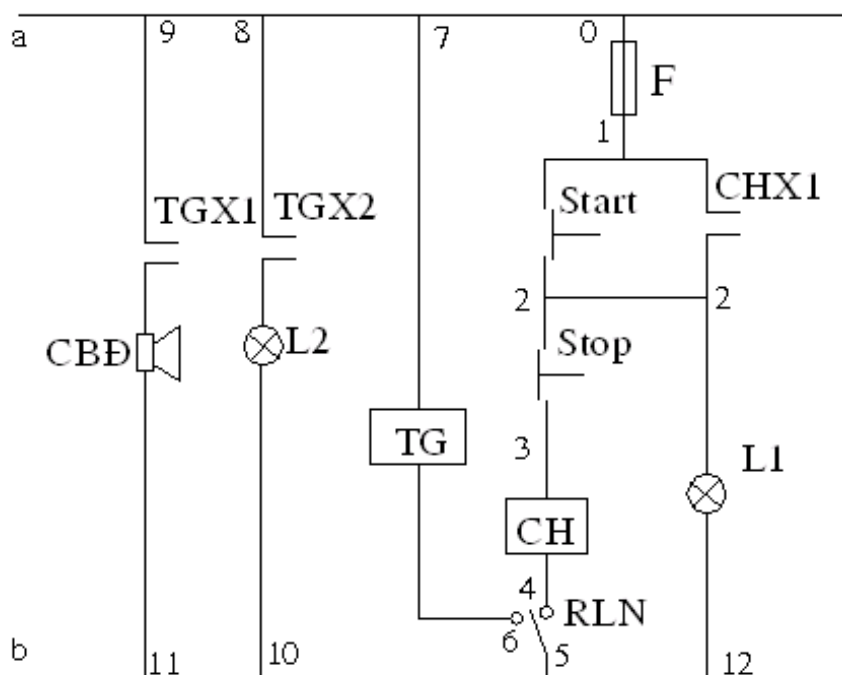 a 9 8 7 0
F
1
TGX1 TGX2 Start CHX1
2 2
CBĐ L2 Stop
TG 3 L1
CH
4 RLN
6
b 11 10 5 12